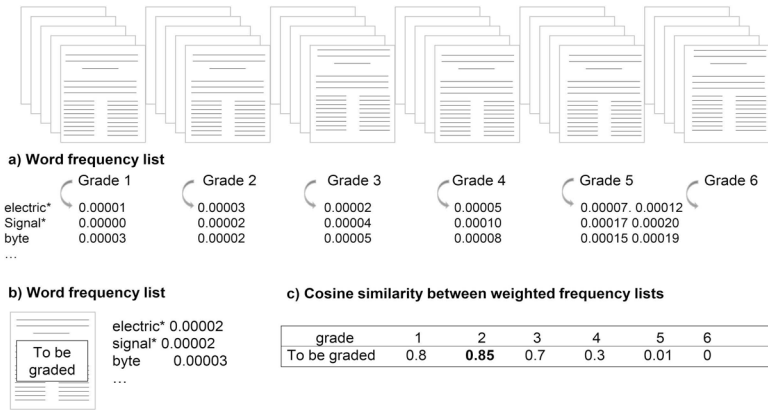 a) Word frequency list
Grade 1 Grade 2 Grade 3 Grade 4 Grade 5 Grade 6
electric* 0.00001 0.00003 0.00002 0.00005 0.00007. 0.00012
Signal* 0.00000 0.00002 0.00004 0.00010 0.00017 0.00020
byte 0.00003 0.00002 0.00005 0.00008 0.00015 0.00019
...
b) Word frequency list
To be
graded
electric* 0.00002
signal* 0.00002
byte 0.00003
...
c) Cosine similarity between weighted frequency lists
grade 1 2 3 4 5 6
To be graded 0.8 0.85 0.7 0.3 0.01 0